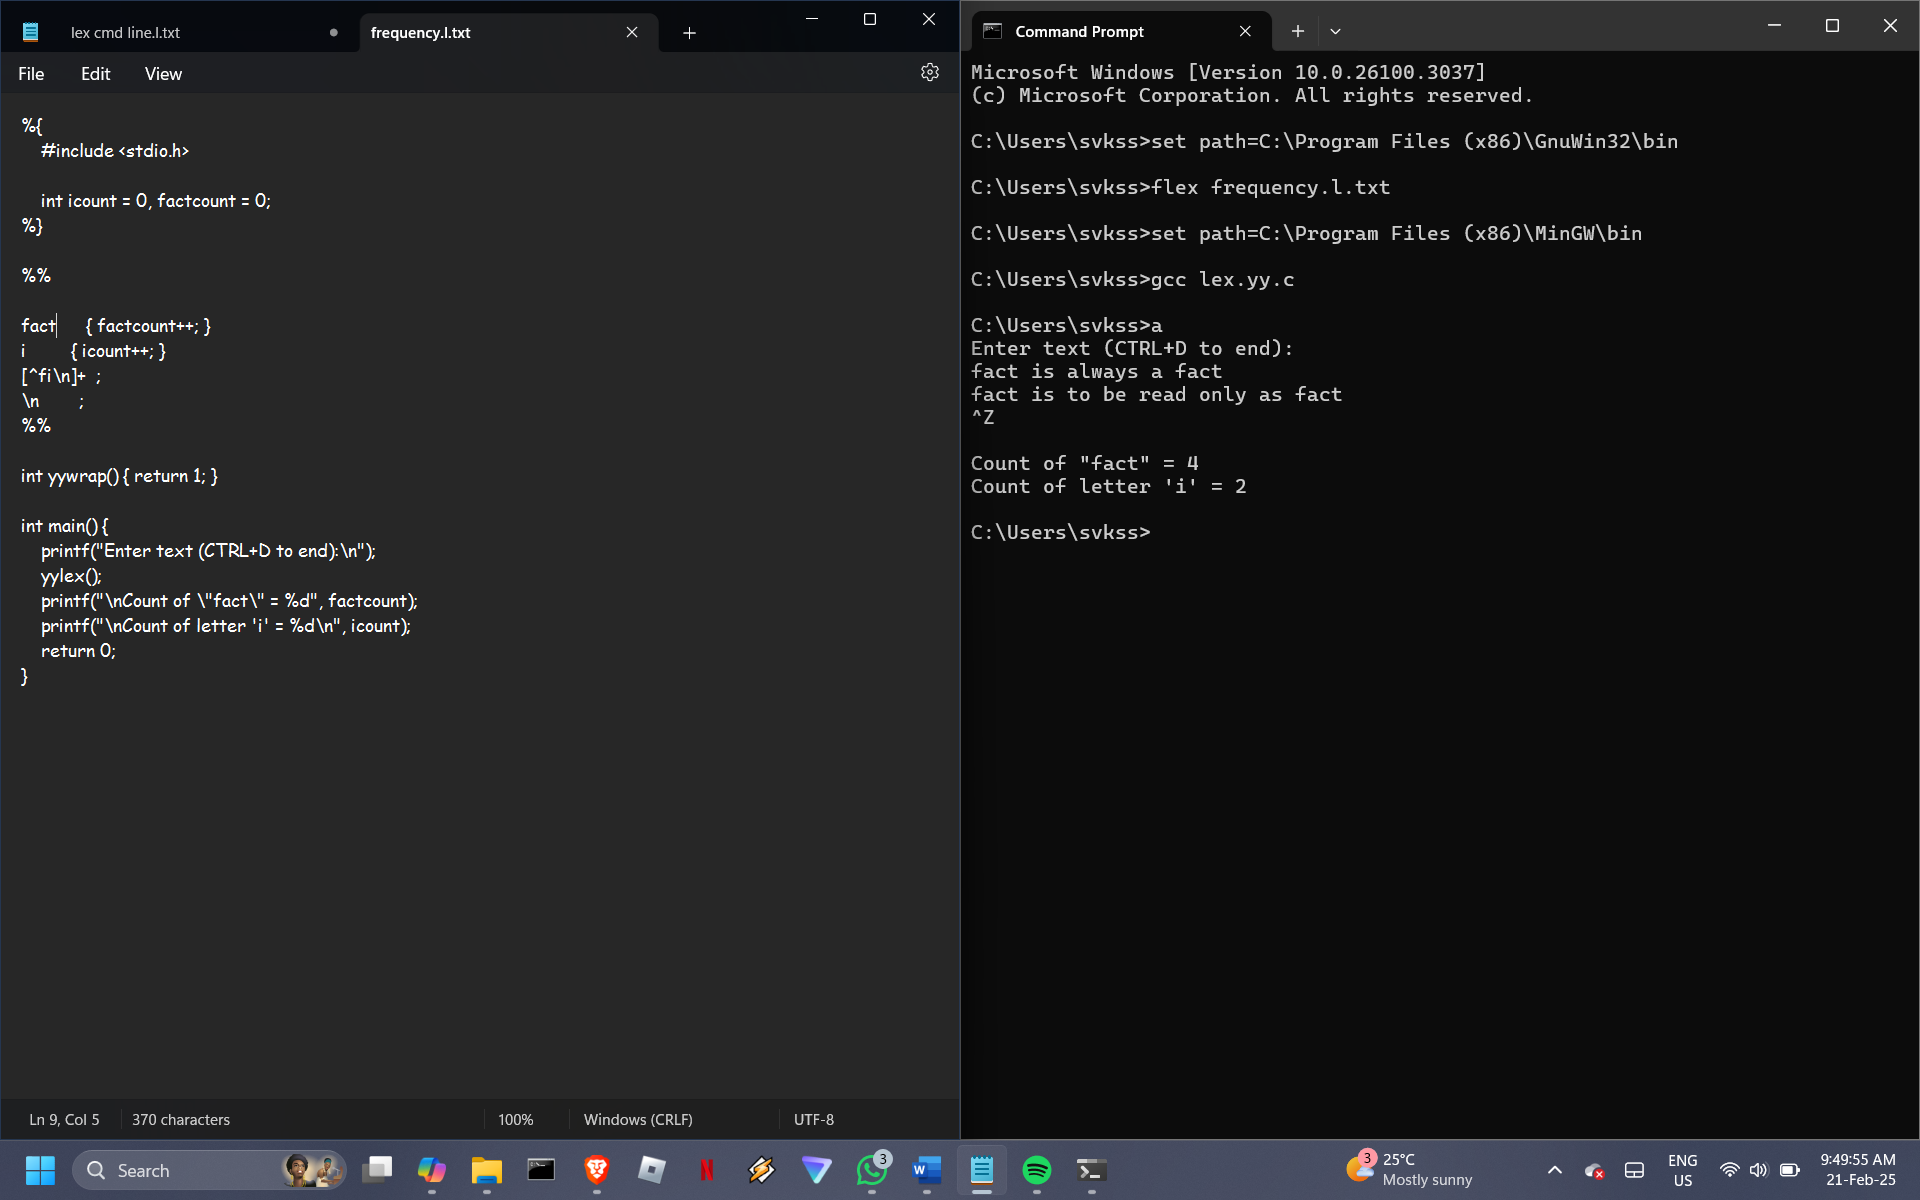 lex cmd line.l.txt
frequency.l.txt
File Edit View
%{
#include <stdio.h>
int icount = 0, factcount = 0;
%}
%%
fact { factcount++; }
i { icount++; }
[^fi\n]+ ;
\n ;
%%
int yywrap() { return 1; }
int main() {
printf("Enter text (CTRL+D to end):\n");
yylex();
printf("\nCount of \"fact\" = %d", factcount);
printf("\nCount of letter 'i' = %d\n", icount);
return 0;
}
Ln 9, Col 5 370 characters 100% Windows (CRLF) UTF-8
Command Prompt
Microsoft Windows [Version 10.0.26100.3037]
(c) Microsoft Corporation. All rights reserved.
C:\Users\svkss>set path=C:\Program Files (x86)\GnuWin32\bin
C:\Users\svkss>flex frequency.l.txt
C:\Users\svkss>set path=C:\Program Files (x86)\MinGW\bin
C:\Users\svkss>gcc lex.yy.c
C:\Users\svkss>a
Enter text (CTRL+D to end):
fact is always a fact
fact is to be read only as fact
^Z
Count of "fact" = 4
Count of letter 'i' = 2
C:\Users\svkss>
Search
3
W
3
25°C
Mostly sunny
ENG
US
9:49:55 AM
21-Feb-25